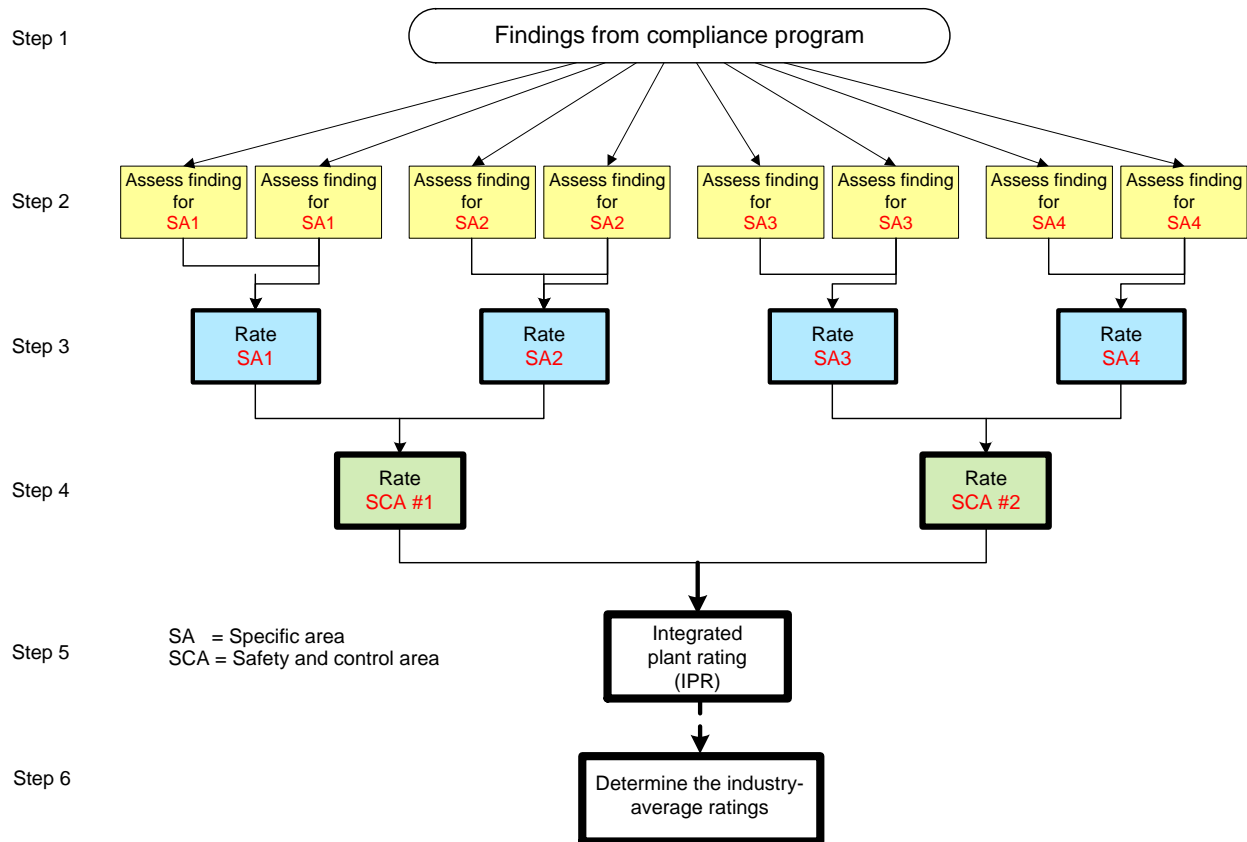 Step 1
Findings from compliance program
Step 2
Assess finding
for
SA1
Assess finding
for
SA1
Assess finding
for
SA2
Assess finding
for
SA2
Assess finding
for
SA3
Assess finding
for
SA3
Assess finding
for
SA4
Assess finding
for
SA4
Step 3
Rate
SA1
Rate
SA2
Rate
SA3
Rate
SA4
Step 4
Rate
SCA #1
Rate
SCA #2
Step 5
SA = Specific area
SCA = Safety and control area
Integrated
plant rating
(IPR)
Step 6
Determine the industry-
average ratings